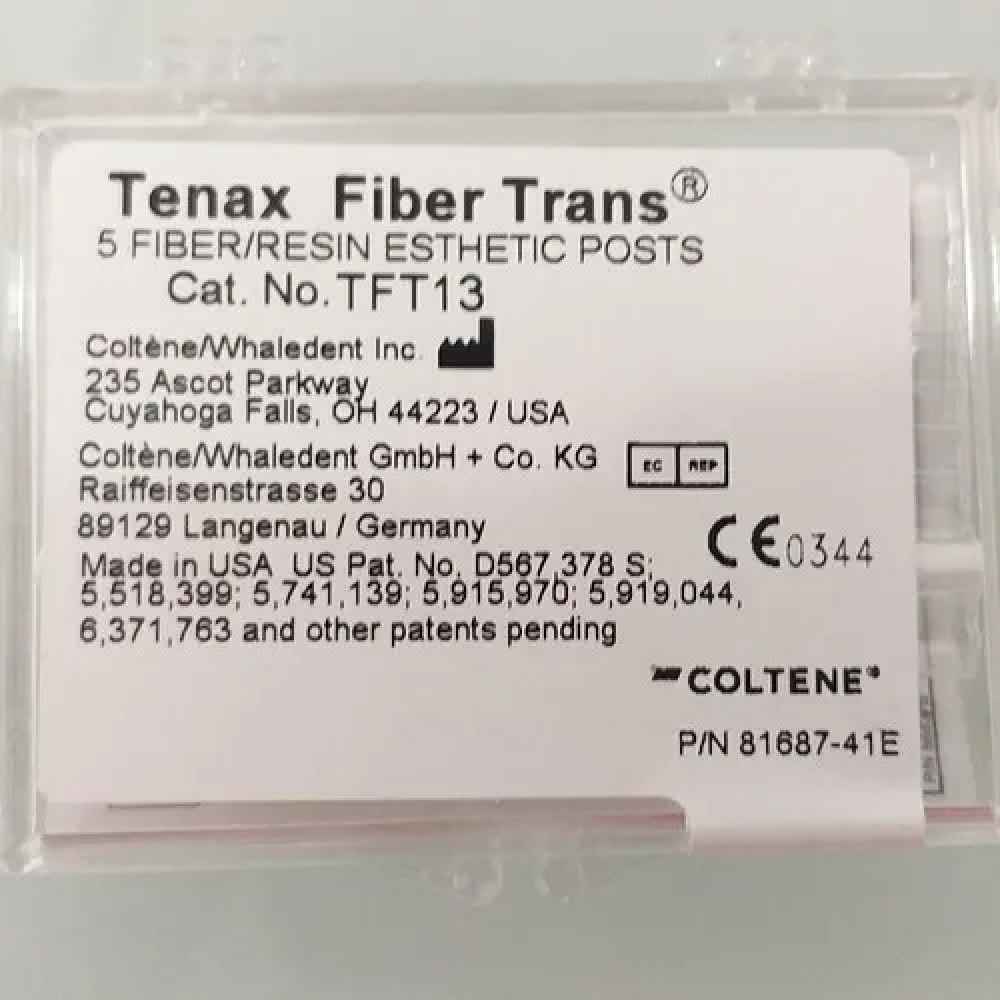 Tenax Fiber Trans®
5 FIBER/RESIN ESTHETIC POSTS
Cat. No. TFT13
Coltène/Whaledent Inc.
235 Ascot Parkway
Cuyahoga Falls, OH 44223 / USA
Coltène/Whaledent GmbH + Co. KG
EC REP
Raiffeisenstrasse 30
89129 Langenau / Germany
CE 0344
Made in USA US Pat. No. D567,378 S;
5,518,399; 5,741,139; 5,915,970; 5,919,044,
6,371,763 and other patents pending
COLTENE®
P/N 81687-41E
P/N